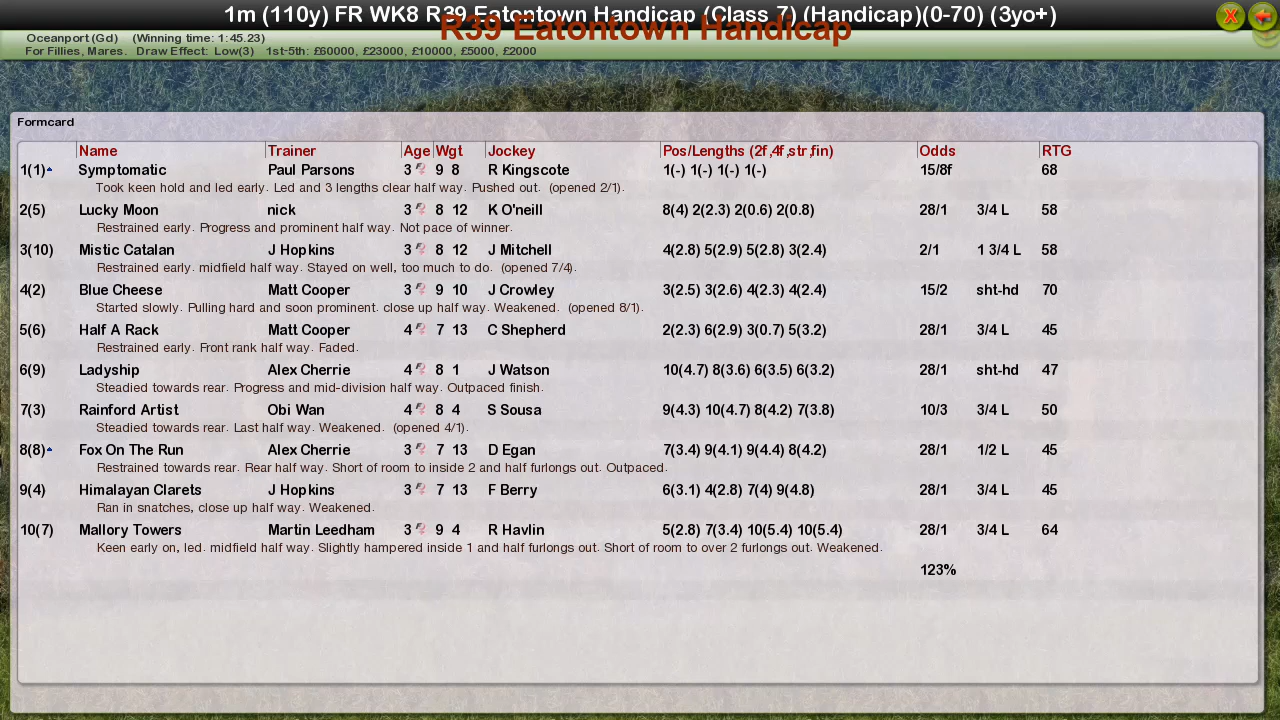 1m (110y) FR WK8 R39 Eatontown Handicap (Class 7) (Handicap)(0-70) (3yo+)
R39 Eatontown Handicap
Oceanport(Gd) (Winning time: 1:45.23)
For Fillies, Mares. Draw Effect: Low(3) 1st-5th: £60000, £23000, £10000, £5000, £2000
Formcard
Name Trainer Age Wgt Jockey Pos/Lengths (2f,4f,str,fin) Odds RTG
1(1) Symptomatic Paul Parsons 3 9 8 R Kingscote 1(-) 1(-) 1(-) 1(-) 15/8f 68
Took keen hold and led early. Led and 3 lengths clear half way. Pushed out. (opened 2/1).
2(5) Lucky Moon nick 3 8 12 K O'neill 8(4) 2(2.3) 2(0.6) 2(0.8) 28/1 3/4 L 58
Restrained early. Progress and prominent half way. Not pace of winner.
3(10) Mistic Catalan J Hopkins 3 8 12 J Mitchell 4(2.8) 5(2.9) 5(2.8) 3(2.4) 2/1 1 3/4 L 58
Restrained early. midfield half way. Stayed on well, too much to do. (opened 7/4).
4(2) Blue Cheese Matt Cooper 3 9 10 J Crowley 3(2.5) 3(2.6) 4(2.3) 4(2.4) 15/2 sht-hd 70
Started slowly. Pulling hard and soon prominent. close up half way. Weakened. (opened 8/1).
5(6) Half A Rack Matt Cooper 4 7 13 C Shepherd 2(2.3) 6(2.9) 3(0.7) 5(3.2) 28/1 3/4 L 45
Restrained early. Front rank half way. Faded.
6(9) Ladyship Alex Cherrie 4 8 1 J Watson 10(4.7) 8(3.6) 6(3.5) 6(3.2) 28/1 sht-hd 47
Steadied towards rear. Progress and mid-division half way. Outpaced finish.
7(3) Rainford Artist Obi Wan 4 8 4 S Sousa 9(4.3) 10(4.7) 8(4.2) 7(3.8) 10/3 3/4 L 50
Steadied towards rear. Last half way. Weakened. (opened 4/1).
8(8) Fox On The Run Alex Cherrie 3 7 13 D Egan 7(3.4) 9(4.1) 9(4.4) 8(4.2) 28/1 1/2 L 45
Restrained towards rear. Rear half way. Short of room to inside 2 and half furlongs out. Outpaced.
9(4) Himalayan Clarets J Hopkins 3 7 13 F Berry 6(3.1) 4(2.8) 7(4) 9(4.8) 28/1 3/4 L 45
Ran in snatches, close up half way. Weakened.
10(7) Mallory Towers Martin Leedham 3 9 4 R Havlin 5(2.8) 7(3.4) 10(5.4) 10(5.4) 28/1 3/4 L 64
Keen early on, led. midfield half way. Slightly hampered inside 1 and half furlongs out. Short of room to over 2 furlongs out. Weakened.
123%